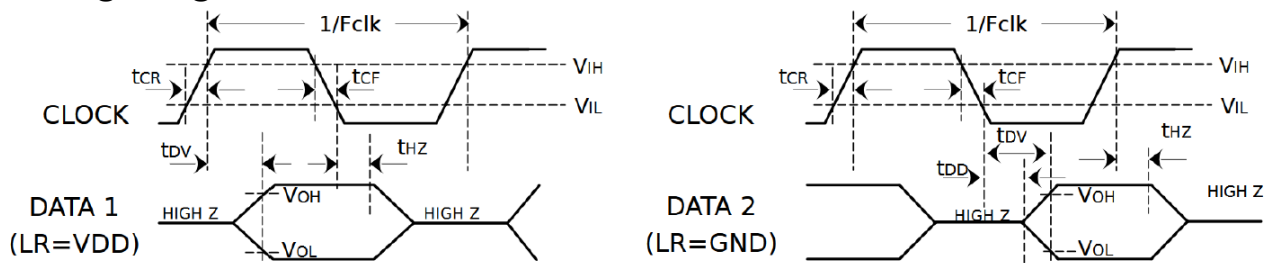 1/Fclk
VIH
tCR
tCF
CLOCK
VIL
tDV
tHZ
VOH
DATA 1
HIGH Z
HIGH Z
(LR=VDD)
VOL
1/Fclk
VIH
tCR
tCF
CLOCK
VIL
tDV
tHZ
tDD
HIGH Z
VOH
DATA 2
HIGH Z
(LR=GND)
VOL